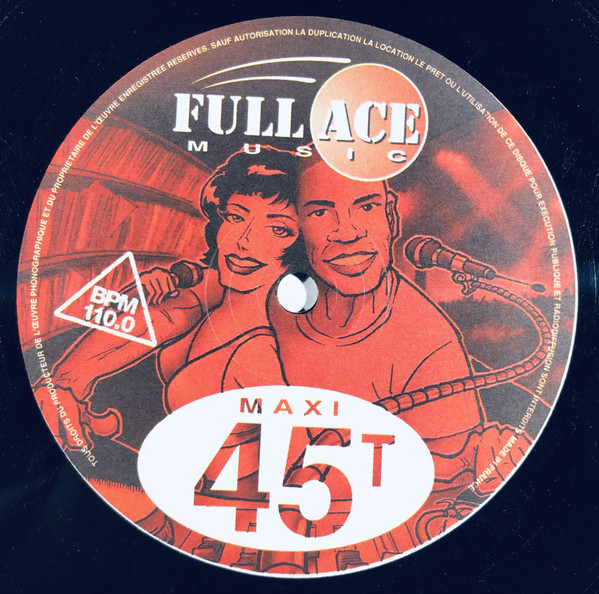 TOUS DROITS DU PRODUCTEUR DE L'ŒUVRE PHONOGRAPHIQUE ET DU PROPRIETAIRE DE L'ŒUVRE ENREGISTREE RESERVES. SAUF AUTORISATION LA DUPLICATION LA LOCATION LE PRET OU L'UTILISATION DE CE DISQUE POUR EXECUTION PUBLIQUE ET RADIODIFFUSION SONT INTERDITS MADE IN FRANCE
FULL ACE
MUSIC
BPM
110.0
MAXI
45T